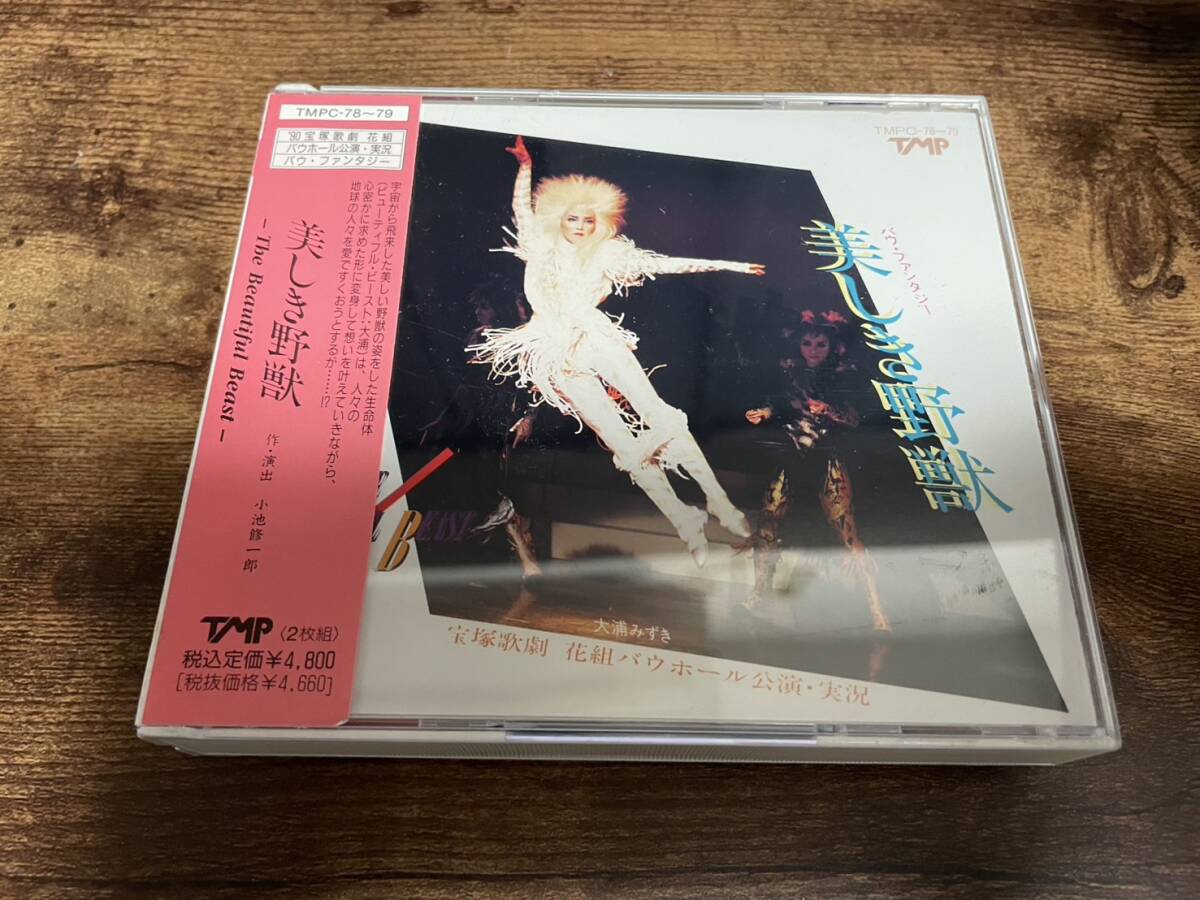 TMPC-78〜79
'90 宝塚歌劇 花組
バウホール公演・実況
バウ・ファンタジー
宇宙から飛来した美しい野獣の姿をした生命体
(ビューティフル・ビースト:大浦)は、人々の
心密かに求めた形に変身して想いを叶えていきながら、
地球の人々を愛ですくおうとするが……!?
美しき野獣
– The Beautiful Beast –
作・演出 小池修一郎
TMP 〈2枚組〉
税込定価¥4,800
[税抜価格¥4,660]
TMPC-78〜79
TMP
バウ・ファンタジー
美しき野獣
BEAST
大浦みずき
宝塚歌劇 花組バウホール公演・実況